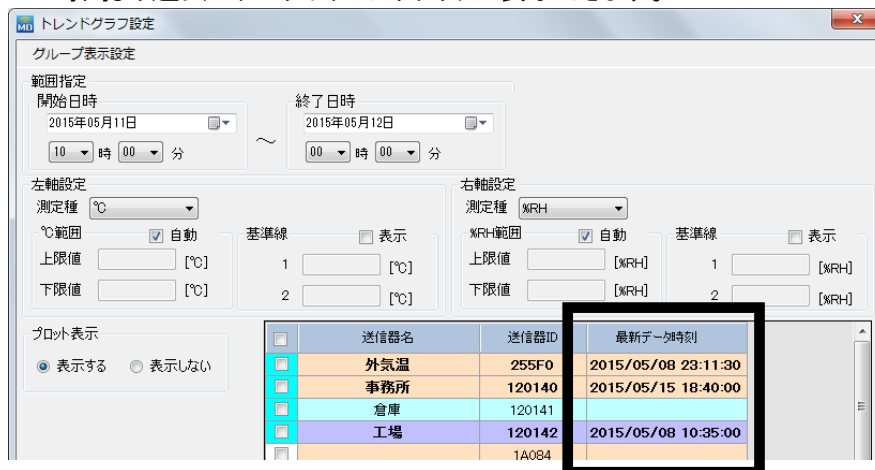 MD トレンドグラフ設定
グループ表示設定
範囲指定
開始日時 終了日時
2015年05月11日 ～ 2015年05月12日
10 時 00 分 00 時 00 分
左軸設定 右軸設定
測定種 ℃ 測定種 %RH
℃範囲 自動 基準線 表示 %RH範囲 自動 基準線 表示
上限値 [℃] 1 [℃] 上限値 [%RH] 1 [%RH]
下限値 [℃] 2 [℃] 下限値 [%RH] 2 [%RH]
プロット表示
表示する 表示しない
送信器名 送信器ID 最新データ時刻
外気温 255F0 2015/05/08 23:11:30
事務所 120140 2015/05/15 18:40:00
倉庫 120141
工場 120142 2015/05/08 10:35:00
1A084